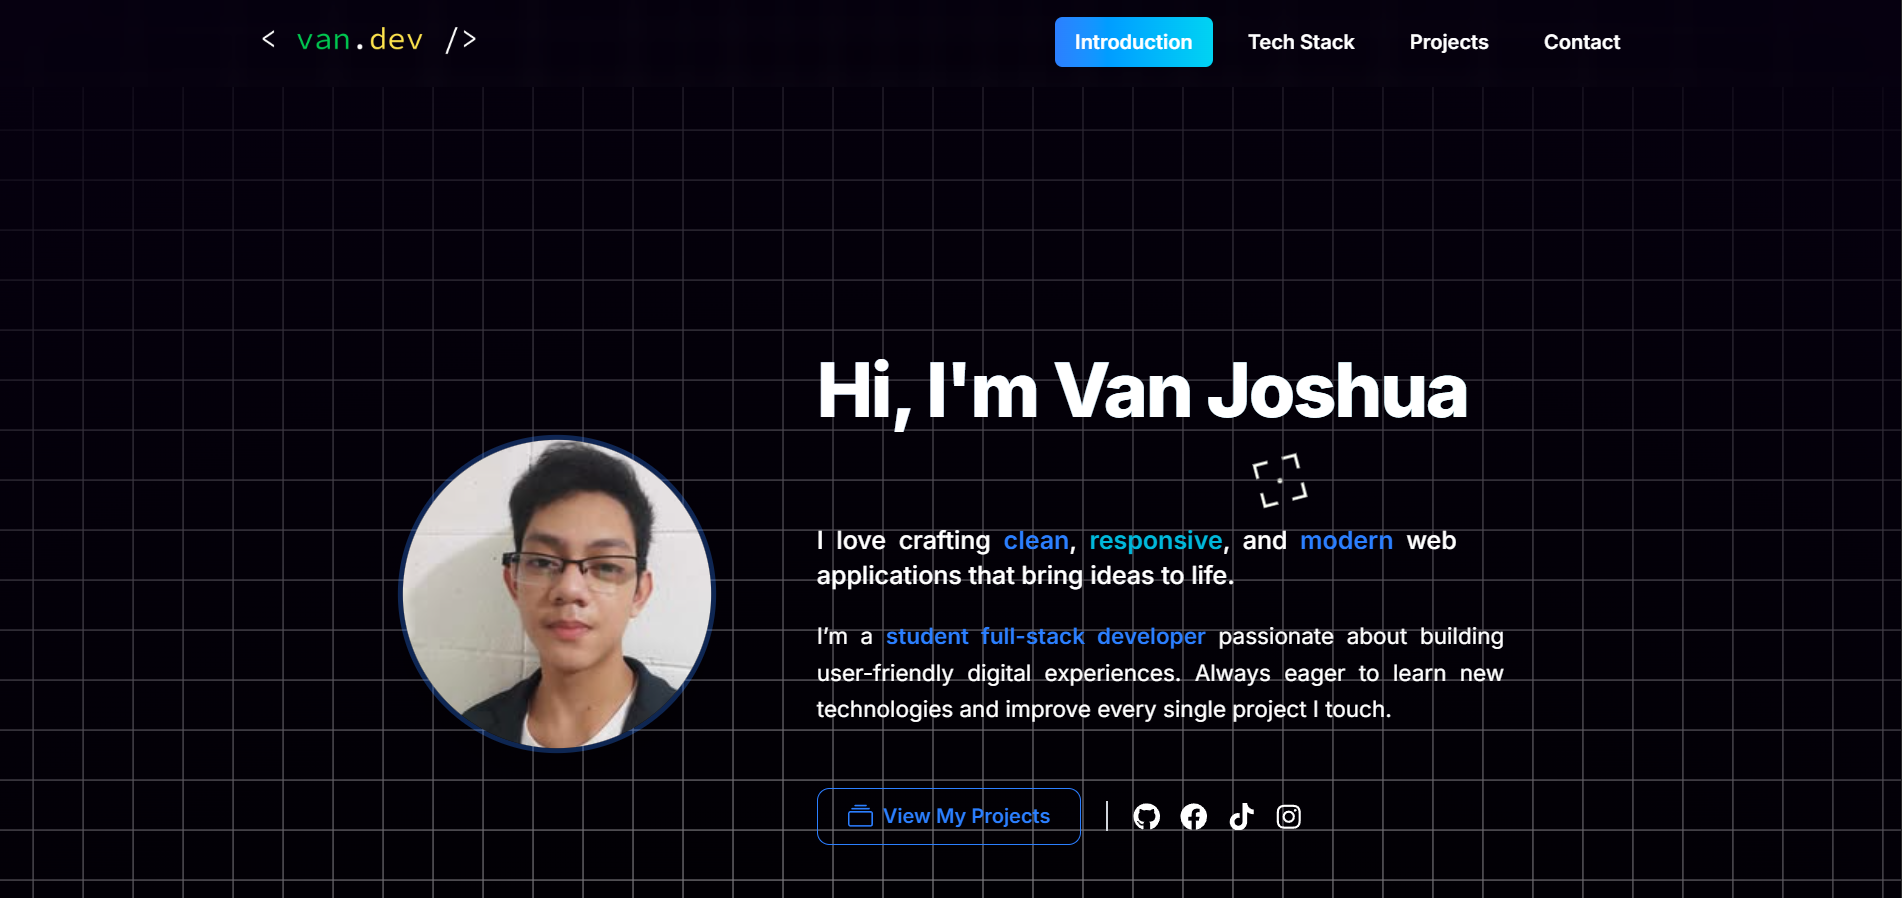 < van.dev />
Introduction
Tech Stack
Projects
Contact
Hi, I'm Van Joshua
I love crafting clean, responsive, and modern web
applications that bring ideas to life.
I’m a student full-stack developer passionate about building
user-friendly digital experiences. Always eager to learn new
technologies and improve every single project I touch.
View My Projects